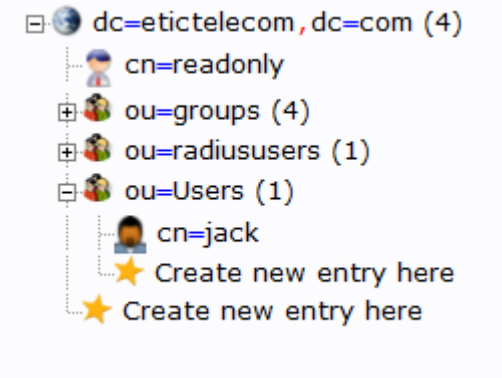 dc=etictelecom,dc=com (4)
cn=readonly
ou=groups (4)
ou=radiususers (1)
ou=Users (1)
cn=jack
Create new entry here
Create new entry here